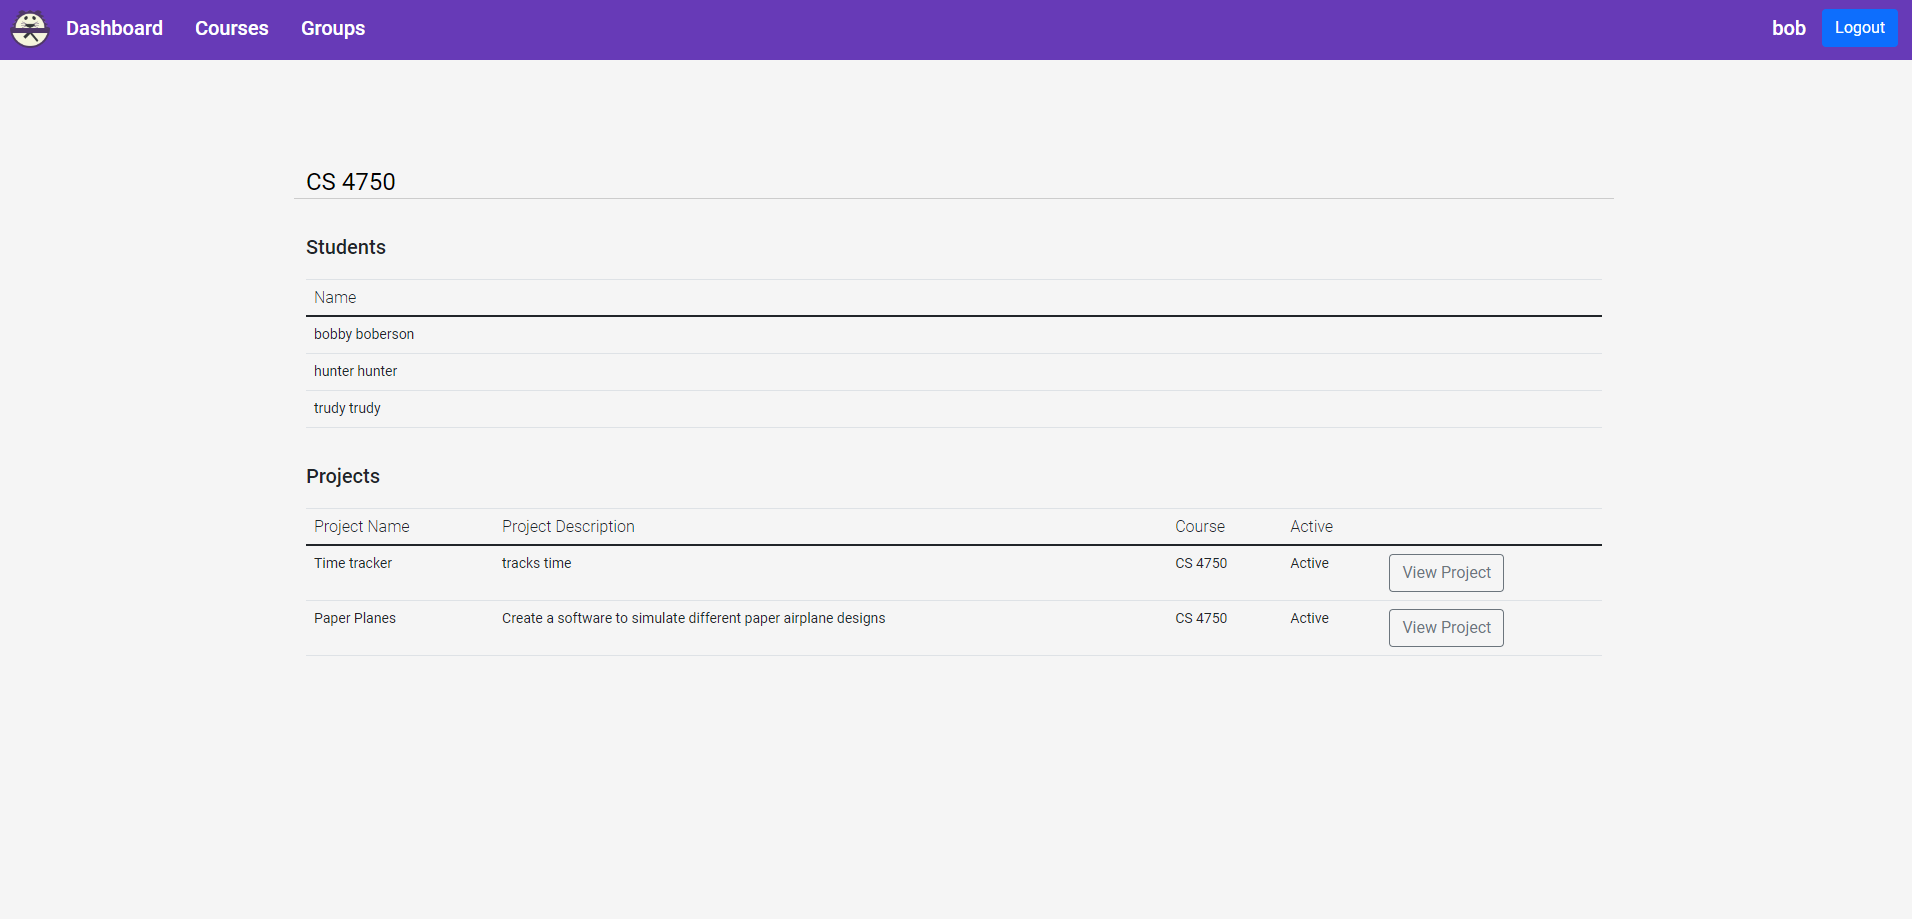 Dashboard Courses Groups bob Logout
CS 4750
Students
Name
bobby boberson
hunter hunter
trudy trudy
Projects
Project Name Project Description Course Active
Time tracker tracks time CS 4750 Active View Project
Paper Planes Create a software to simulate different paper airplane designs CS 4750 Active View Project